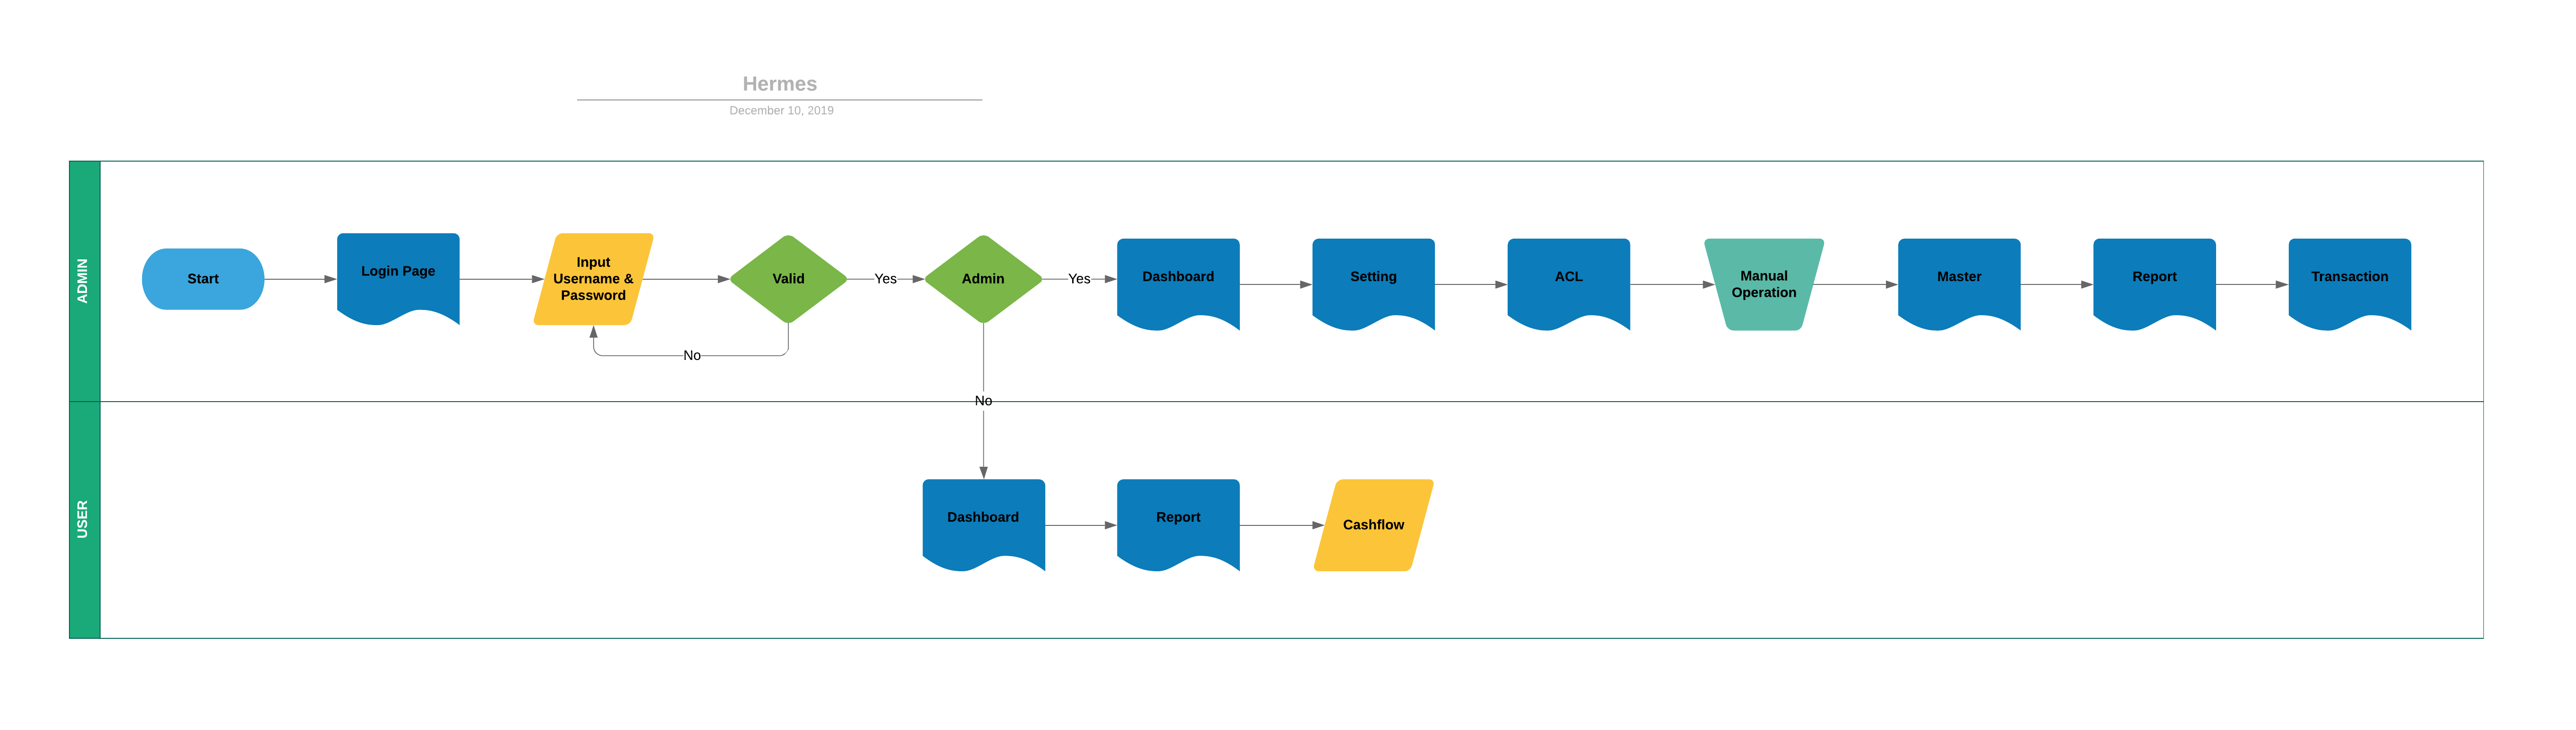 Hermes
December 10, 2019
ADMIN
Start
Login Page
Input
Username &
Password
Valid
Yes
Admin
Yes
Dashboard
Setting
ACL
Manual
Operation
Master
Report
Transaction
No
No
USER
Dashboard
Report
Cashflow